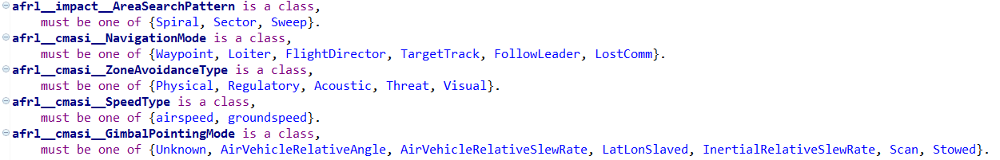 afrl__impact__AreaSearchPattern is a class,
must be one of {Spiral, Sector, Sweep}.
afrl__cmasi__NavigationMode is a class,
must be one of {Waypoint, Loiter, FlightDirector, TargetTrack, FollowLeader, LostComm}.
afrl__cmasi__ZoneAvoidanceType is a class,
must be one of {Physical, Regulatory, Acoustic, Threat, Visual}.
afrl__cmasi__SpeedType is a class,
must be one of {airspeed, groundspeed}.
afrl__cmasi__GimbalPointingMode is a class,
must be one of {Unknown, AirVehicleRelativeAngle, AirVehicleRelativeSlewRate, LatLonSlaved, InertialRelativeSlewRate, Scan, Stowed}.